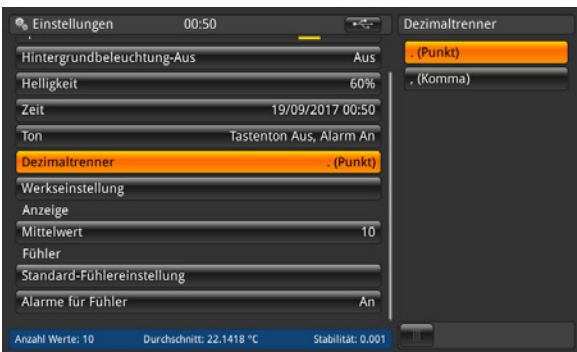 Einstellungen 00:50 Dezimaltrenner
Hintergrundbeleuchtung-Aus Aus
Helligkeit 60%
Zeit 19/09/2017 00:50
Ton Tastenton Aus, Alarm An
Dezimaltrenner . (Punkt)
Werkseinstellung
Anzeige
Mittelwert 10
Fühler
Standard-Fühlereinstellung
Alarme für Fühler An
Anzahl Werte: 10 Durchschnitt: 22.1418 °C Stabilität: 0.001
. (Punkt)
, (Komma)